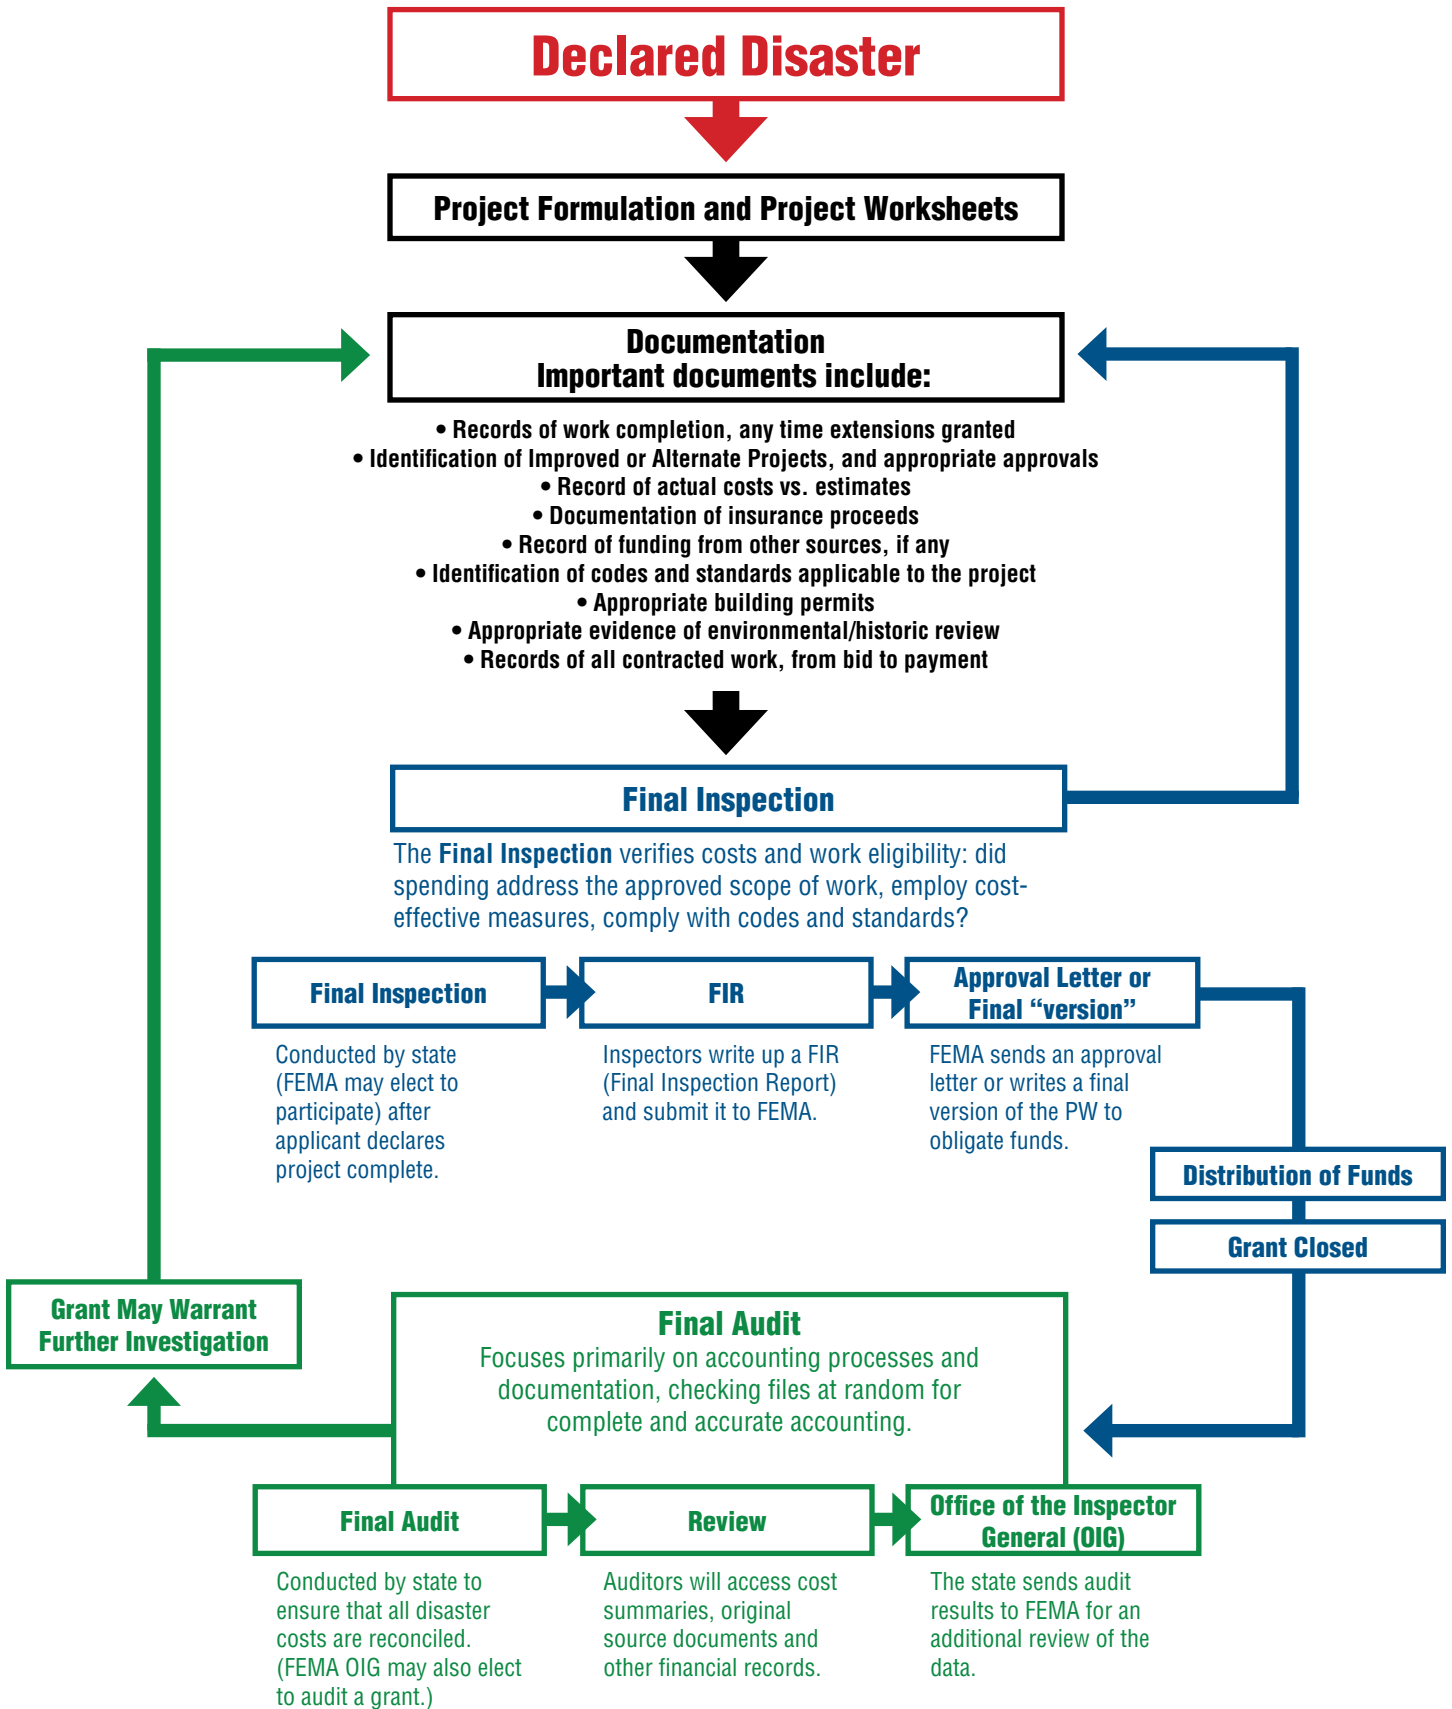 Declared Disaster
Project Formulation and Project Worksheets
Documentation
Important documents include:
• Records of work completion, any time extensions granted
• Identification of Improved or Alternate Projects, and appropriate approvals
• Record of actual costs vs. estimates
• Documentation of insurance proceeds
• Record of funding from other sources, if any
• Identification of codes and standards applicable to the project
• Appropriate building permits
• Appropriate evidence of environmental/historic review
• Records of all contracted work, from bid to payment
Final Inspection
The Final Inspection verifies costs and work eligibility: did
spending address the approved scope of work, employ cost-
effective measures, comply with codes and standards?
Final Inspection
Conducted by state
(FEMA may elect to
participate) after
applicant declares
project complete.
FIR
Inspectors write up a FIR
(Final Inspection Report)
and submit it to FEMA.
Approval Letter or
Final “version”
FEMA sends an approval
letter or writes a final
version of the PW to
obligate funds.
Distribution of Funds
Grant Closed
Grant May Warrant
Further Investigation
Final Audit
Focuses primarily on accounting processes and
documentation, checking files at random for
complete and accurate accounting.
Final Audit
Conducted by state to
ensure that all disaster
costs are reconciled.
(FEMA OIG may also elect
to audit a grant.)
Review
Auditors will access cost
summaries, original
source documents and
other financial records.
Office of the Inspector
General (OIG)
The state sends audit
results to FEMA for an
additional review of the
data.